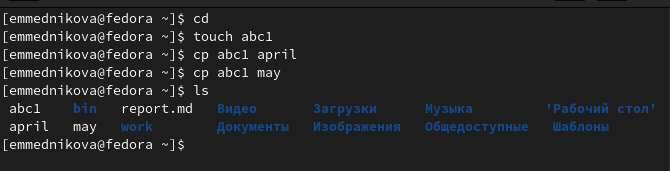 [emmednikova@fedora ~]$ cd
[emmednikova@fedora ~]$ touch abc1
[emmednikova@fedora ~]$ cp abc1 april
[emmednikova@fedora ~]$ cp abc1 may
[emmednikova@fedora ~]$ ls
abc1 bin report.md Видео Загрузки Музыка 'Рабочий стол'
april may work Документы Изображения Общедоступные Шаблоны
[emmednikova@fedora ~]$